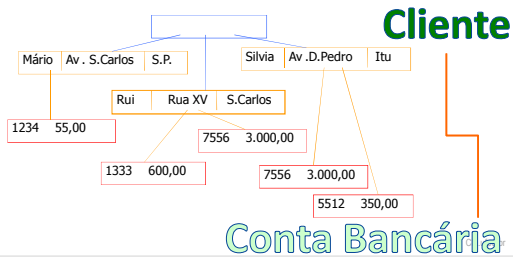 Cliente
Mário Av . S.Carlos S.P.
Silvia Av .D.Pedro Itu
Rui Rua XV S.Carlos
1234 55,00
7556 3.000,00
1333 600,00
7556 3.000,00
5512 350,00
Conta Bancária